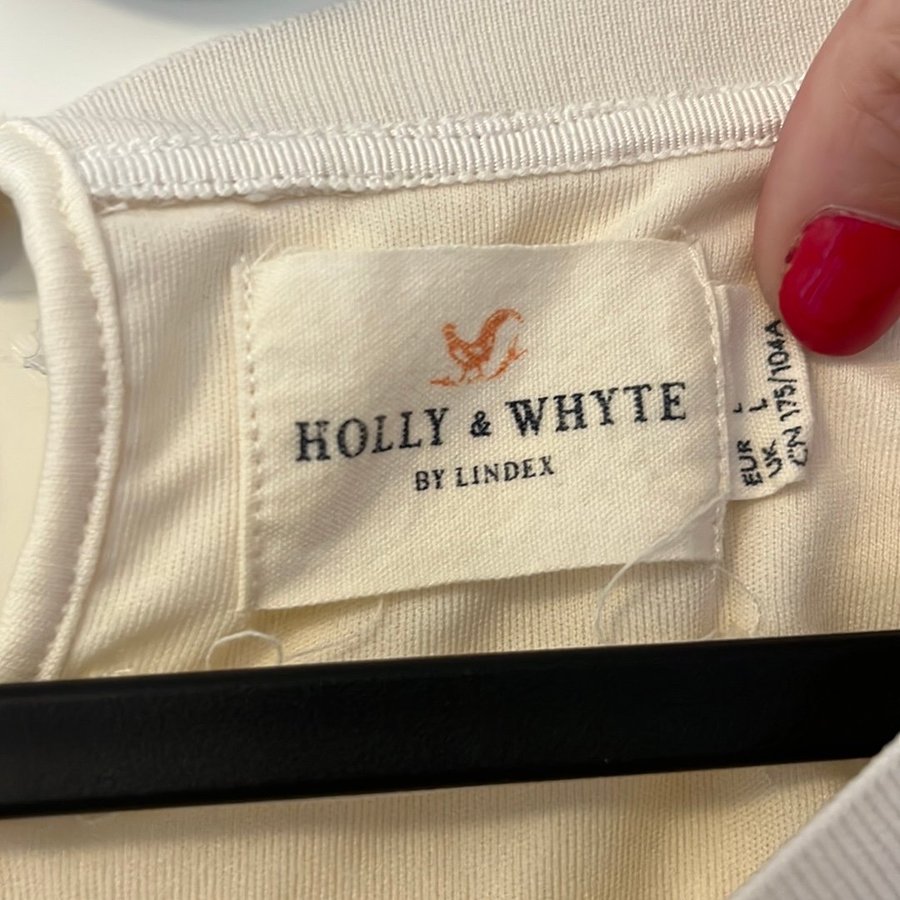 HOLLY & WHYTE
BY LINDEX
EUR L
UK L
CN 175/104A